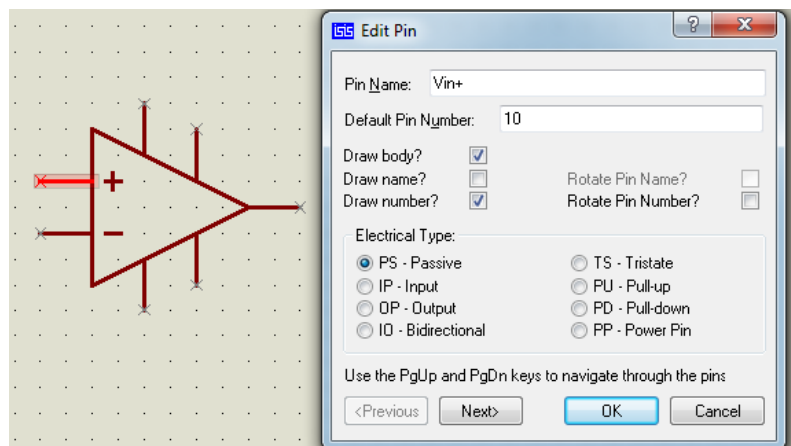 ISIS Edit Pin
? X
Pin Name: Vin+
Default Pin Number: 10
Draw body?
Draw name? Rotate Pin Name?
Draw number? Rotate Pin Number?
Electrical Type:
PS - Passive TS - Tristate
IP - Input PU - Pull-up
OP - Output PD - Pull-down
IO - Bidirectional PP - Power Pin
Use the PgUp and PgDn keys to navigate through the pins
<Previous Next> OK Cancel
+
−